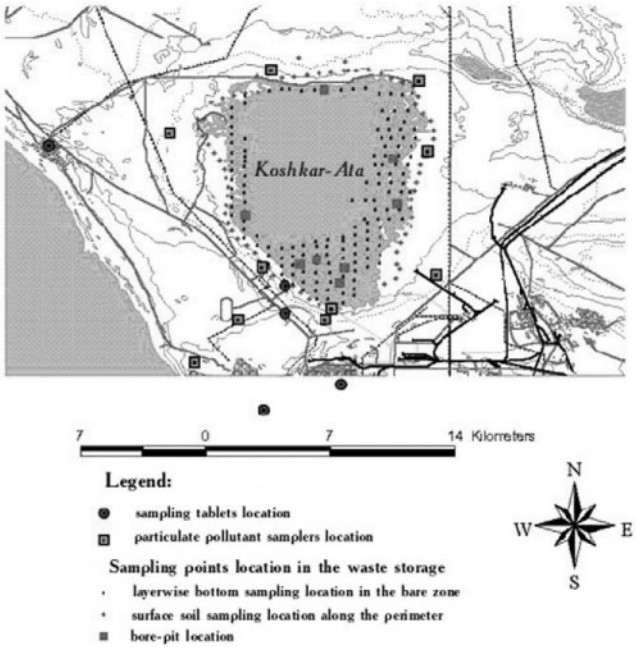 Koshkar-Ata
7 0 7 14 Kilometers
Legend:
sampling tablets location
particulate pollutant samplers location
Sampling points location in the waste storage
layerwise bottom sampling location in the bare zone
surface soil sampling location along the perimeter
bore-pit location
N
W E
S